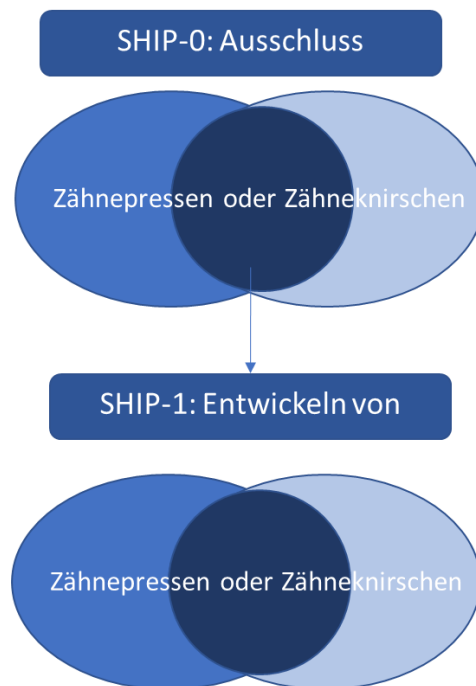 SHIP-0: Ausschluss
Zähnepressen oder Zähneknirschen
SHIP-1: Entwickeln von
Zähnepressen oder Zähneknirschen